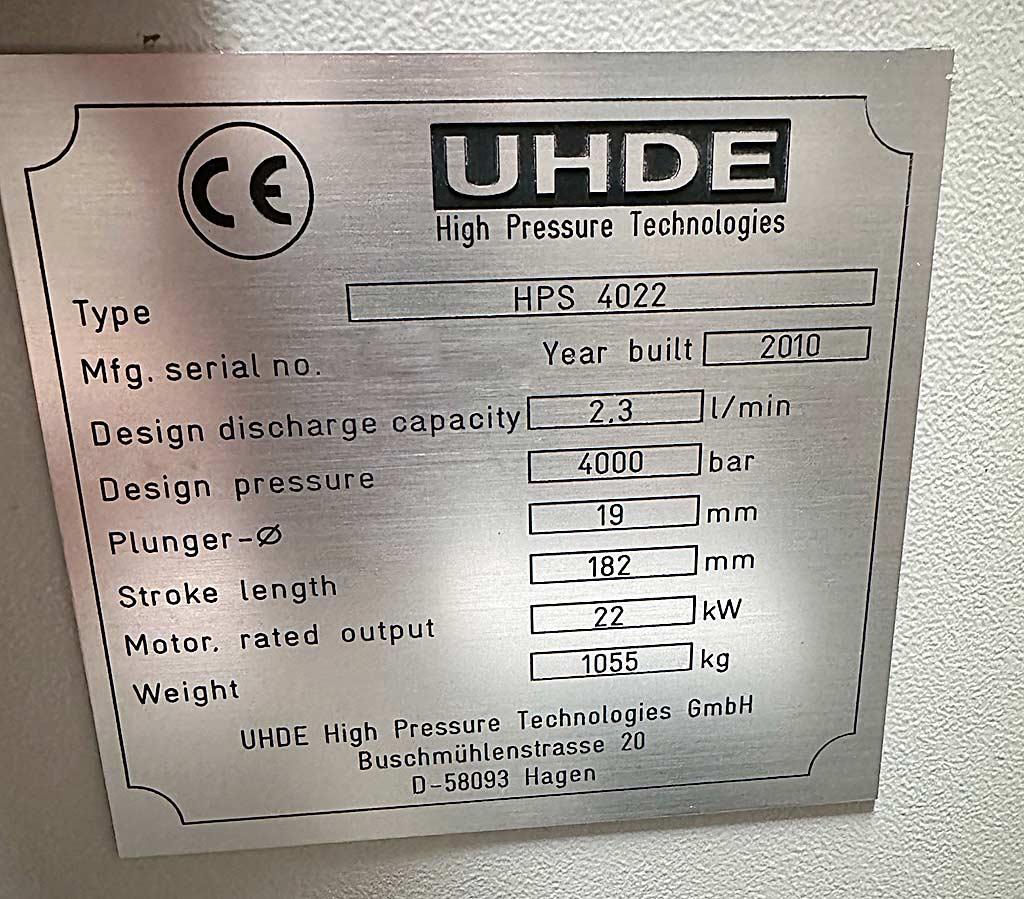 CE
UHDE
High Pressure Technologies
Type HPS 4022
Mfg. serial no. Year built 2010
Design discharge capacity 2.3 l/min
Design pressure 4000 bar
Plunger-Ø 19 mm
Stroke length 182 mm
Motor, rated output 22 kW
Weight 1055 kg
UHDE High Pressure Technologies GmbH
Buschmühlenstrasse 20
D-58093 Hagen